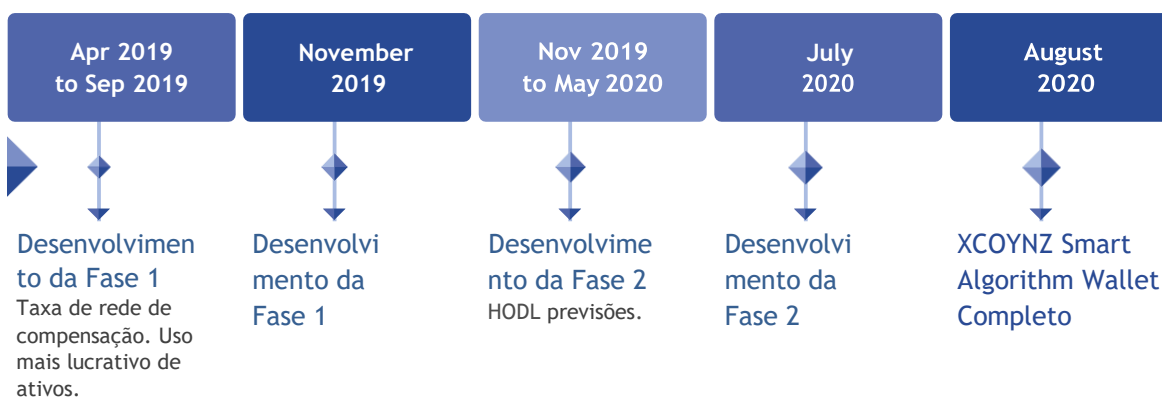 Apr 2019
to Sep 2019
November
2019
Nov 2019
to May 2020
July
2020
August
2020
Desenvolvimen
to da Fase 1
Taxa de rede de
compensação. Uso
mais lucrativo de
ativos.
Desenvolvi
mento da
Fase 1
Desenvolvime
nto da Fase 2
HODL previsões.
Desenvolvi
mento da
Fase 2
XCOYNZ Smart
Algorithm Wallet
Completo